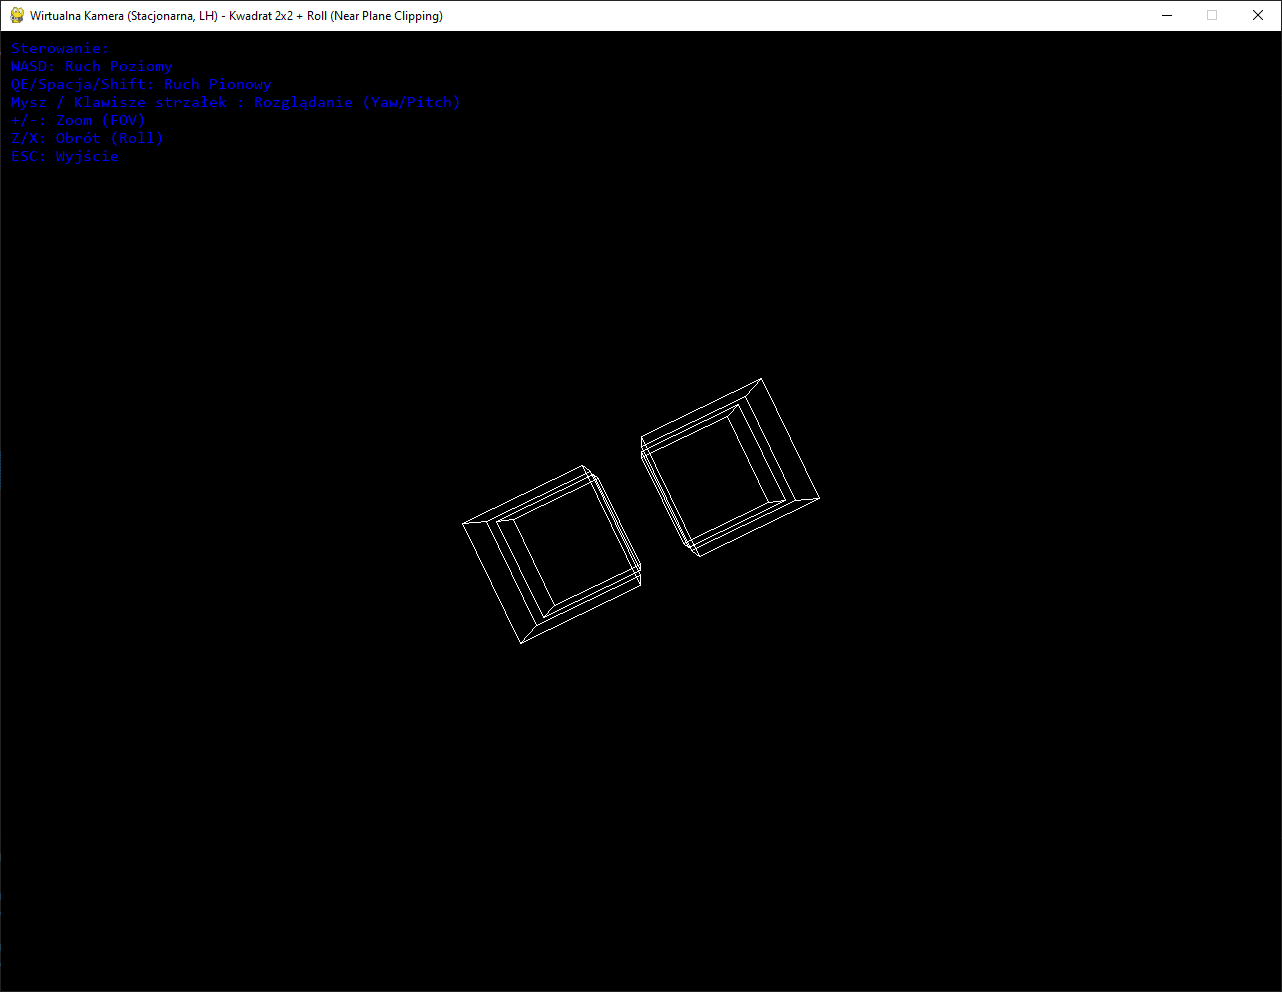 Wirtualna Kamera (Stacjonarna, LH) - Kwadrat 2x2 + Roll (Near Plane Clipping)
Sterowanie:
WASD: Ruch Poziomy
QE/Spacja/Shift: Ruch Pionowy
Mysz / Klawisze strzałek : Rozglądanie (Yaw/Pitch)
+/-: Zoom (FOV)
Z/X: Obrót (Roll)
ESC: Wyjście